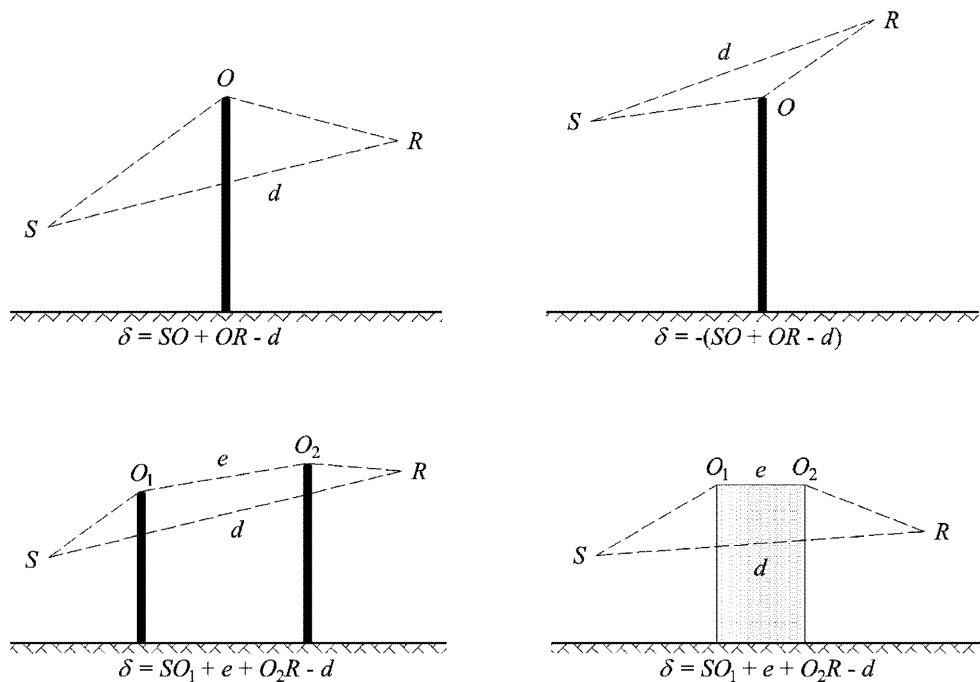 O
S
R
d
δ = SO + OR - d
R
d
S
O
δ = -(SO + OR - d)
O₁
e
O₂
R
S
d
δ = SO₁ + e + O₂R - d
O₁
e
O₂
S
R
d
δ = SO₁ + e + O₂R - d